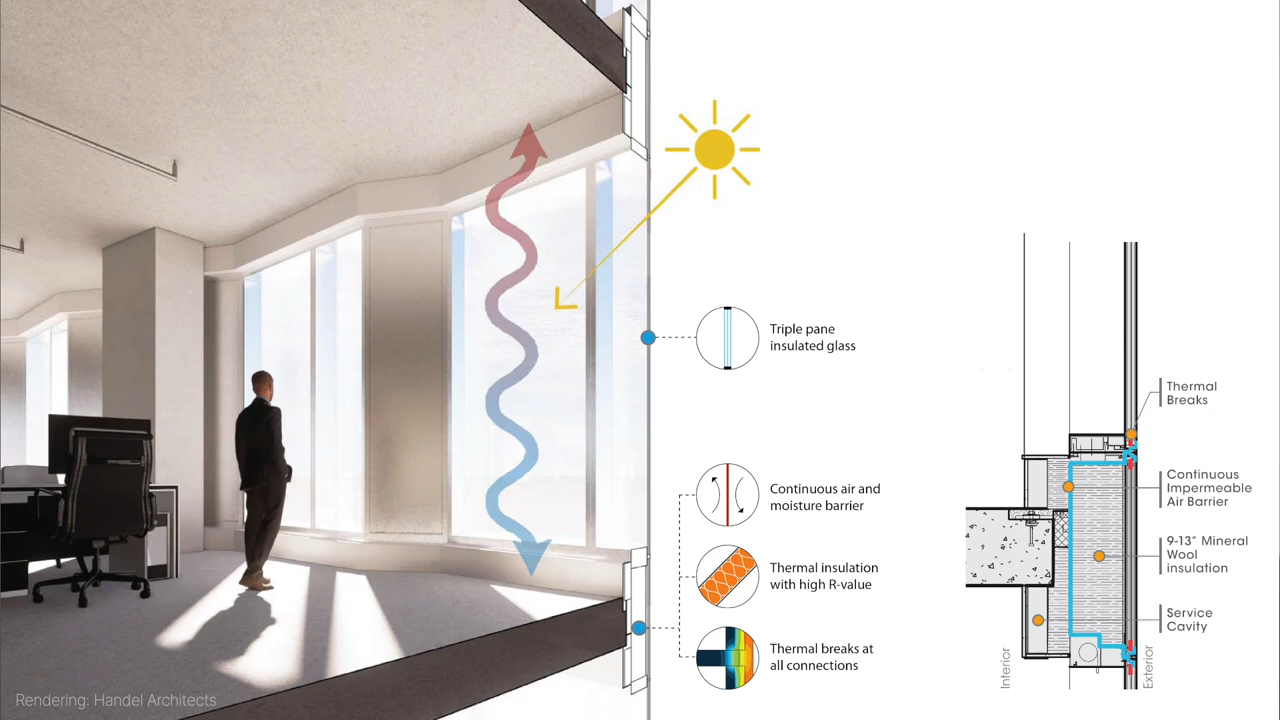 Triple pane
insulated glass
Continuous air and
moisture barrier
Thermal insulation
with high r-value
Thermal breaks at
all connections
Thermal
Breaks
Continuous
Impermeable
Air Barrier
9-13" Mineral
Wool
Insulation
Service
Cavity
Interior
Exterior
Rendering: Handel Architects